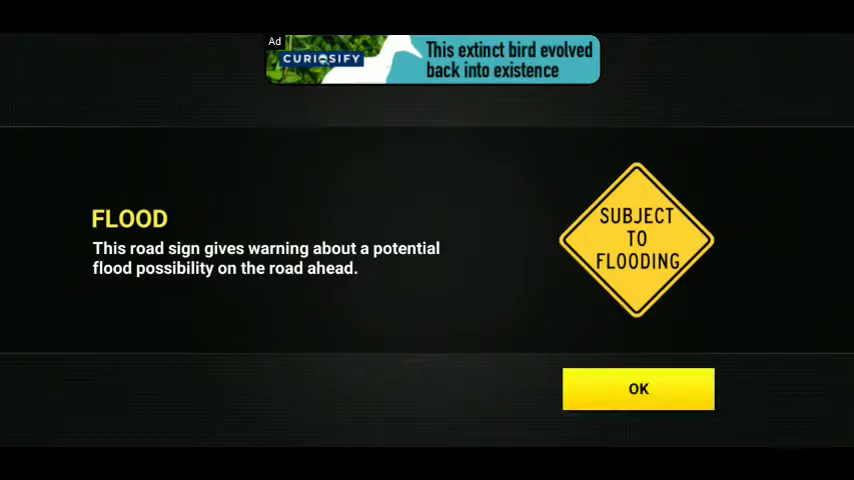 Ad
CURIOSIFY
This extinct bird evolved
back into existence
FLOOD
This road sign gives warning about a potential
flood possibility on the road ahead.
SUBJECT
TO
FLOODING
OK